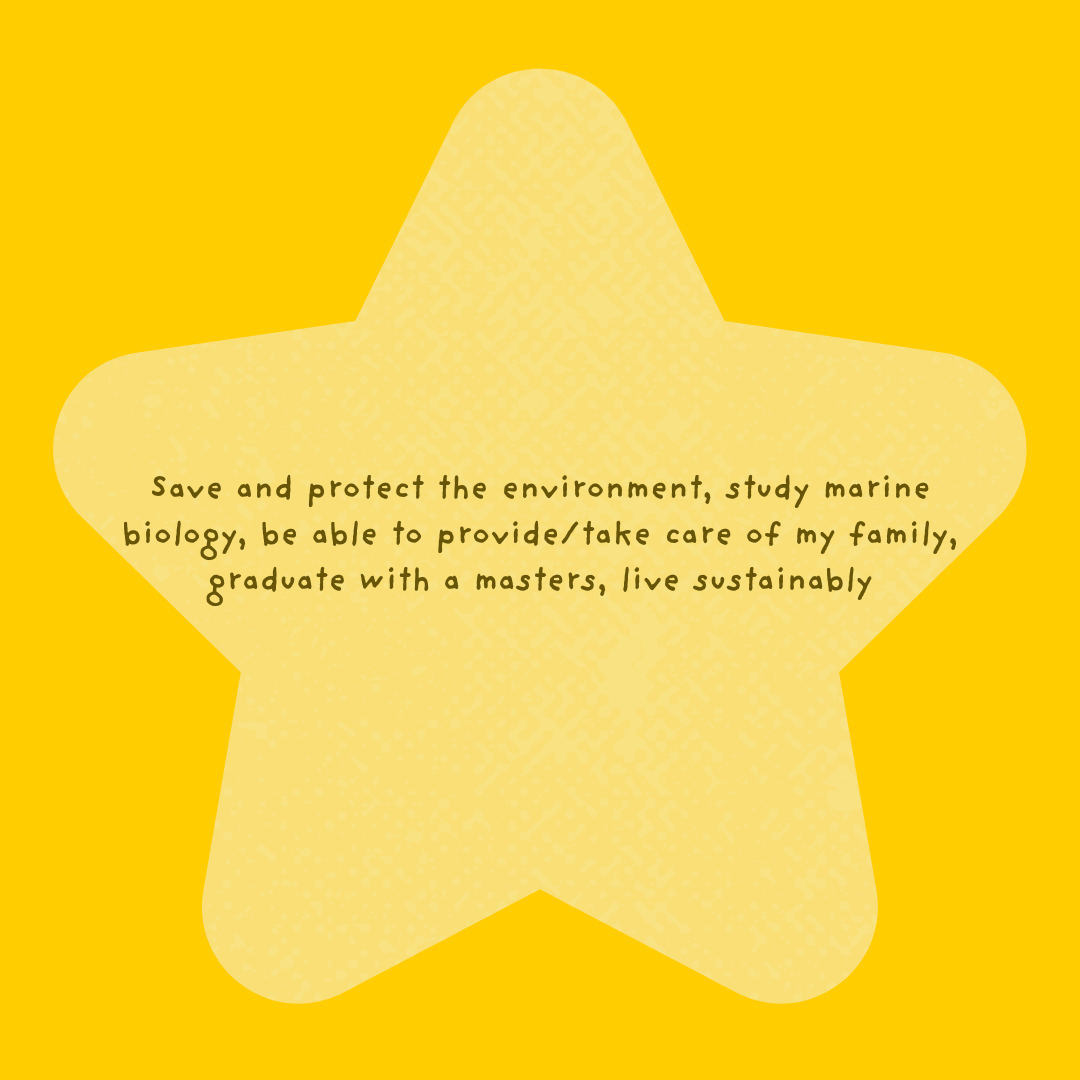 Save and protect the environment, study marine
biology, be able to provide/take care of my family,
graduate with a masters, live sustainably